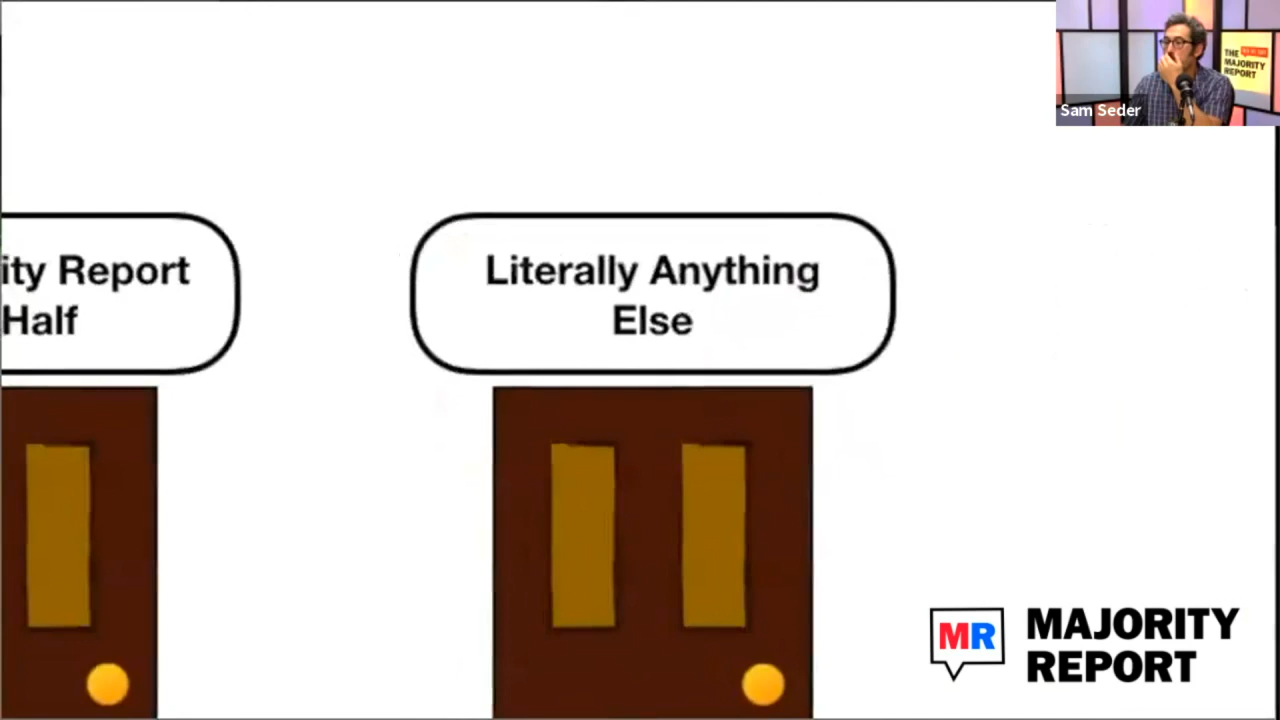 THE
MAJORITY
REPORT
Sam Seder
ity Report
Half
Literally Anything
Else
MR
MAJORITY
REPORT